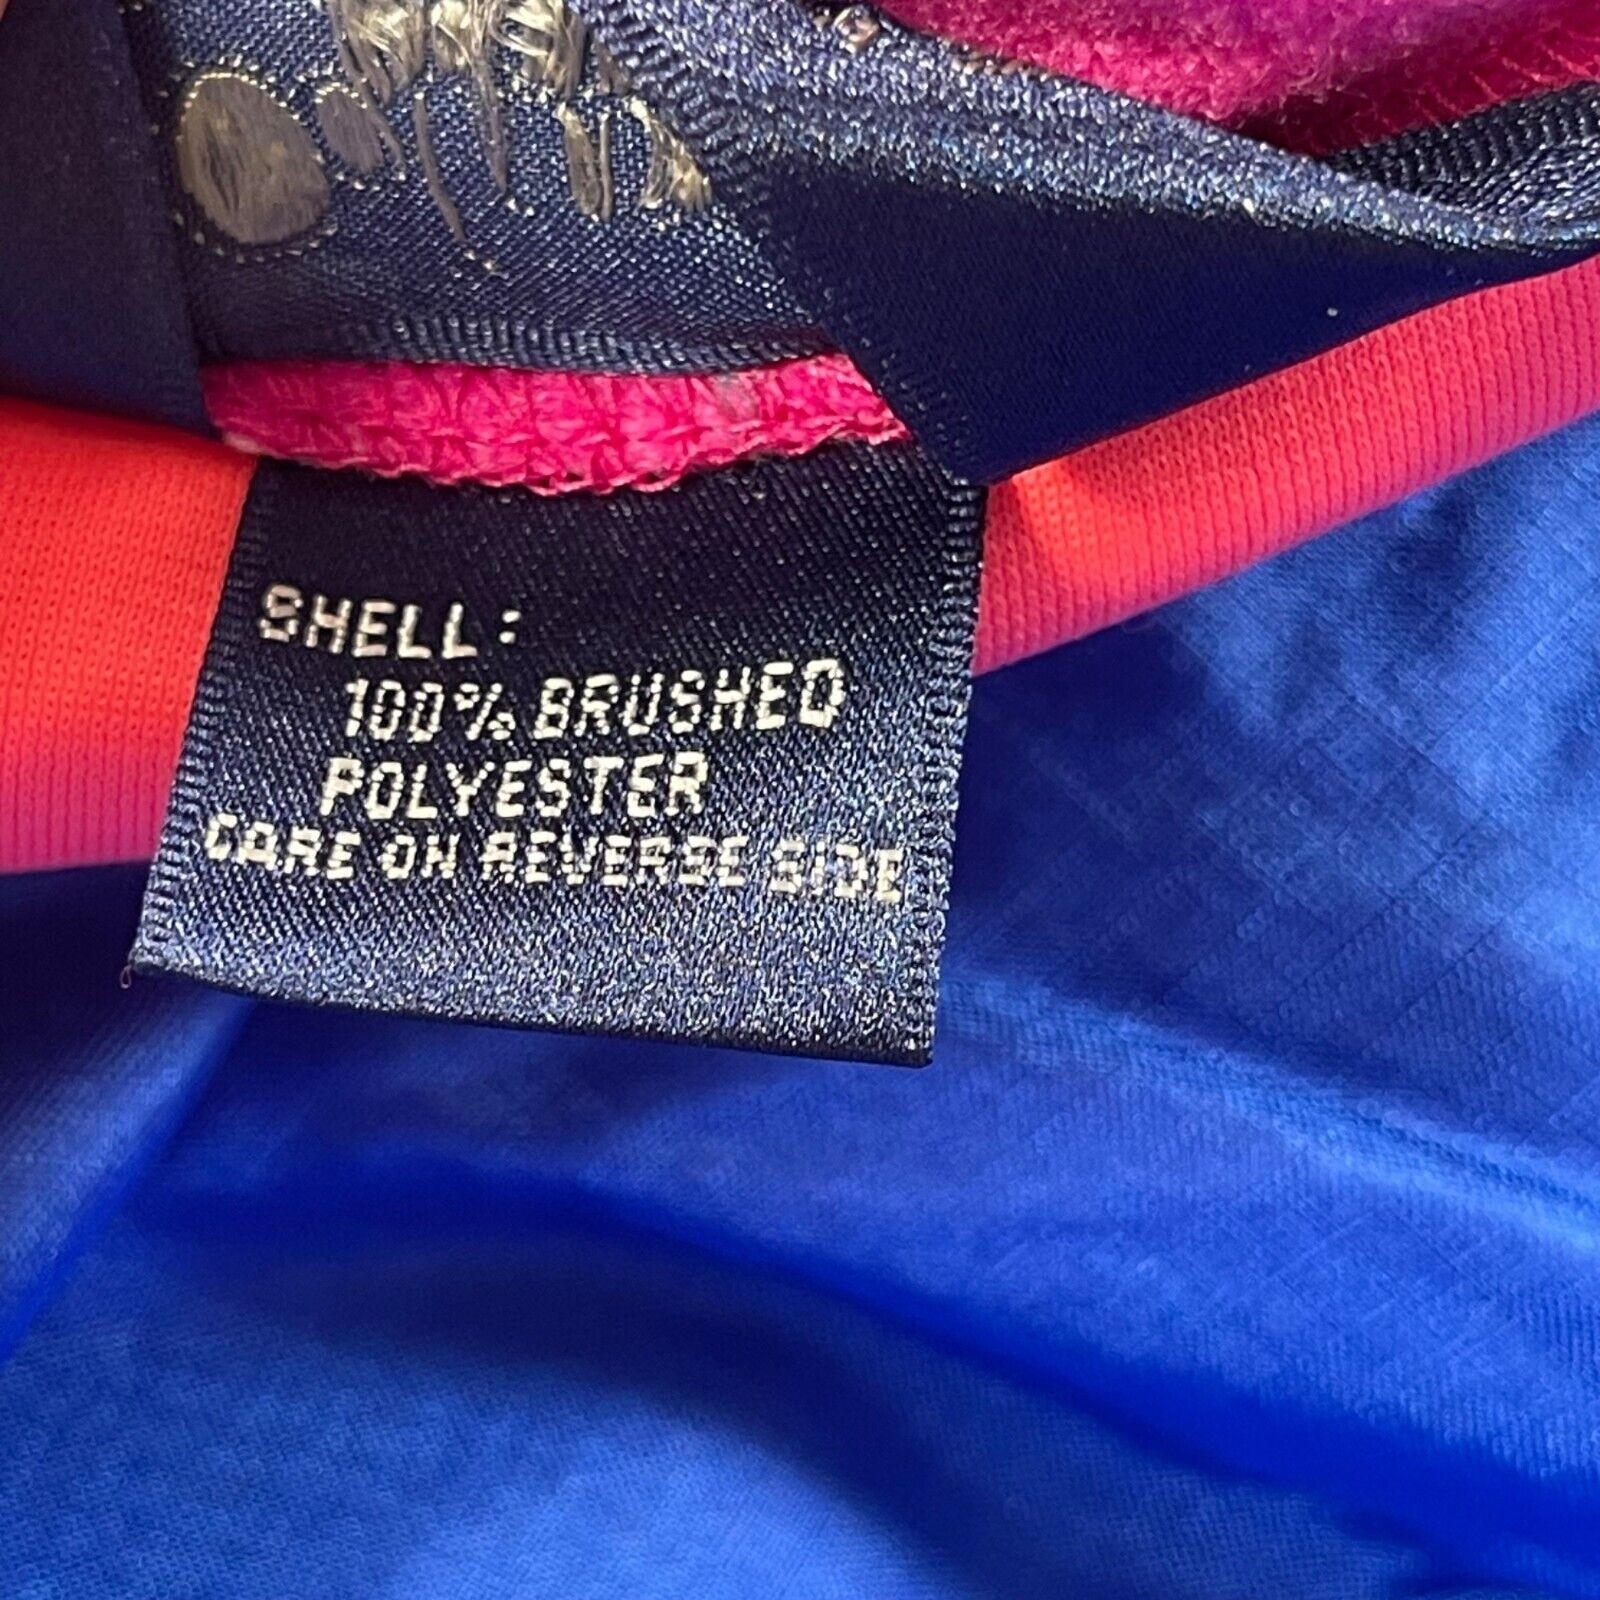 SHELL:
100% BRUSHED
POLYESTER
CARE ON REVERSE SIDE